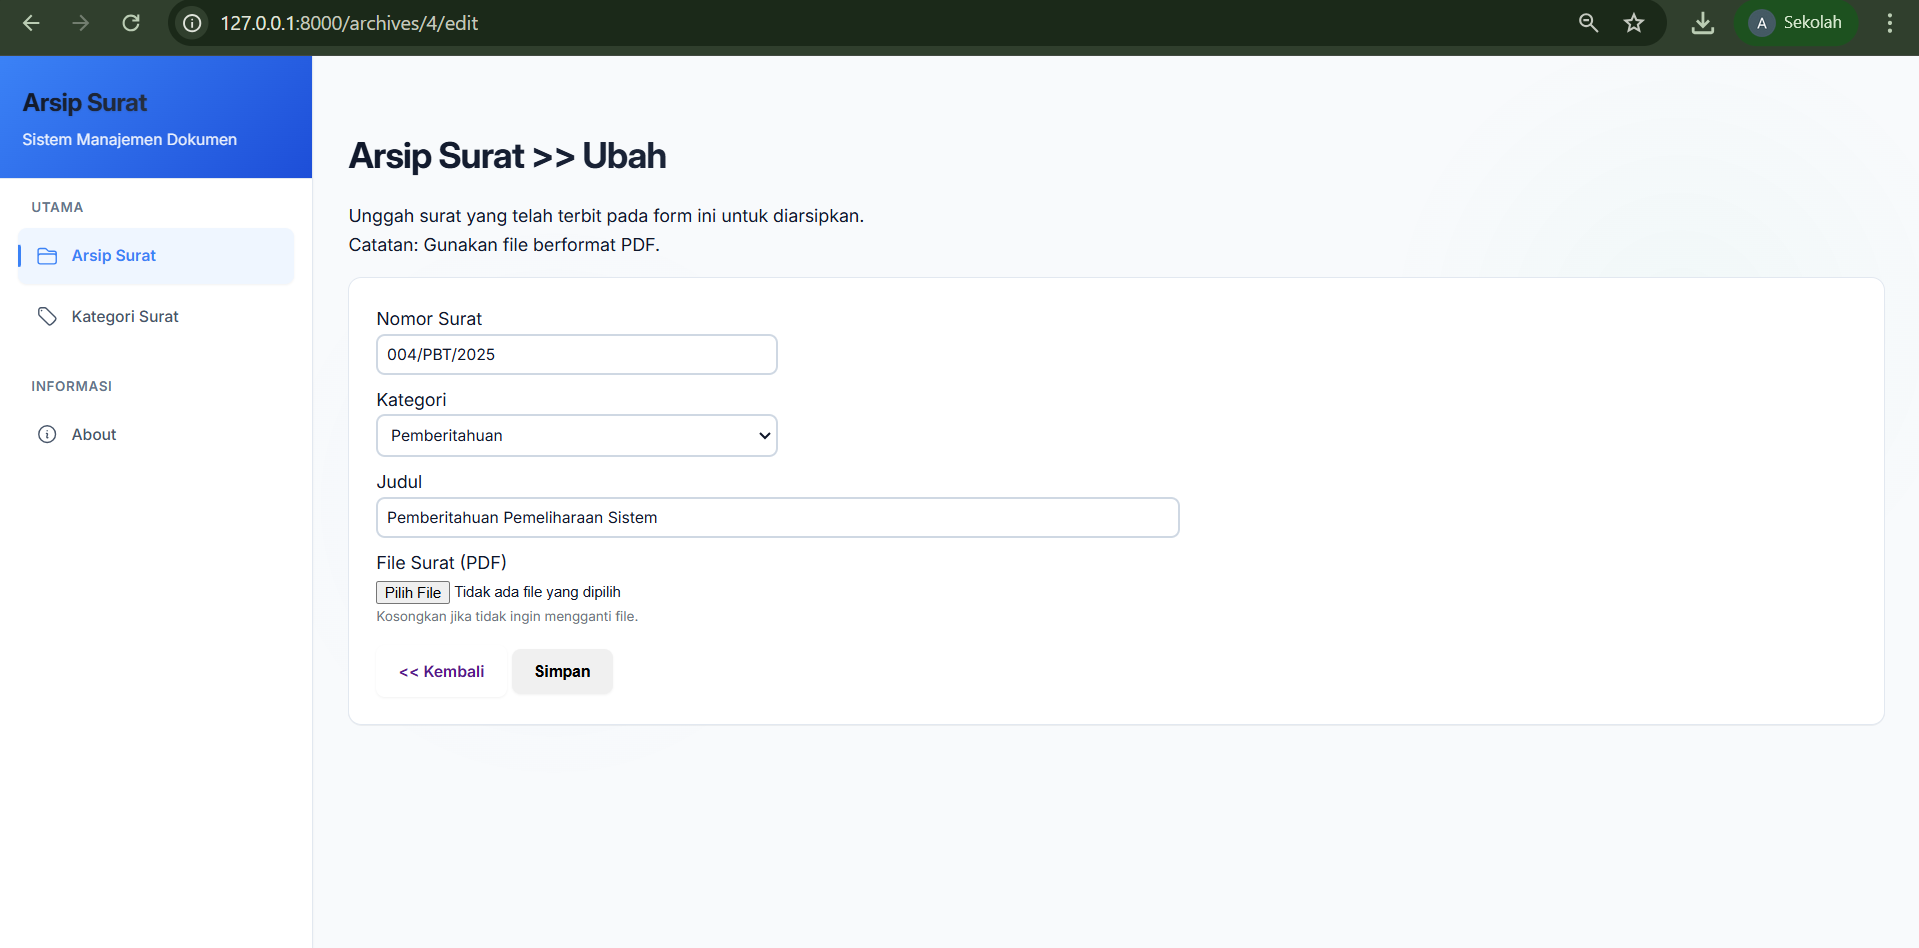 127.0.0.1:8000/archives/4/edit
A Sekolah
Arsip Surat
Sistem Manajemen Dokumen
UTAMA
Arsip Surat
Kategori Surat
INFORMASI
About
Arsip Surat >> Ubah
Unggah surat yang telah terbit pada form ini untuk diarsipkan.
Catatan: Gunakan file berformat PDF.
Nomor Surat
004/PBT/2025
Kategori
Pemberitahuan
Judul
Pemberitahuan Pemeliharaan Sistem
File Surat (PDF)
Pilih File Tidak ada file yang dipilih
Kosongkan jika tidak ingin mengganti file.
<< Kembali Simpan